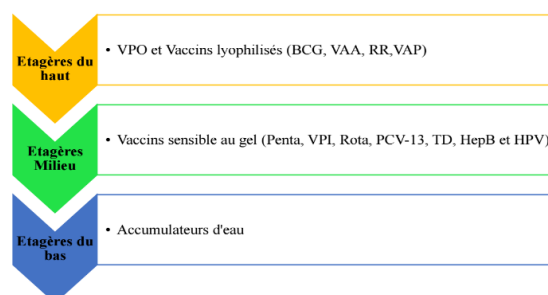 Etagères du
haut
• VPO et Vaccins lyophilisés (BCG, VAA, RR,VAP)
Etagères
Milieu
• Vaccins sensible au gel (Penta, VPI, Rota, PCV-13, TD, HepB et HPV)
Etagères du
bas
• Accumulateurs d'eau